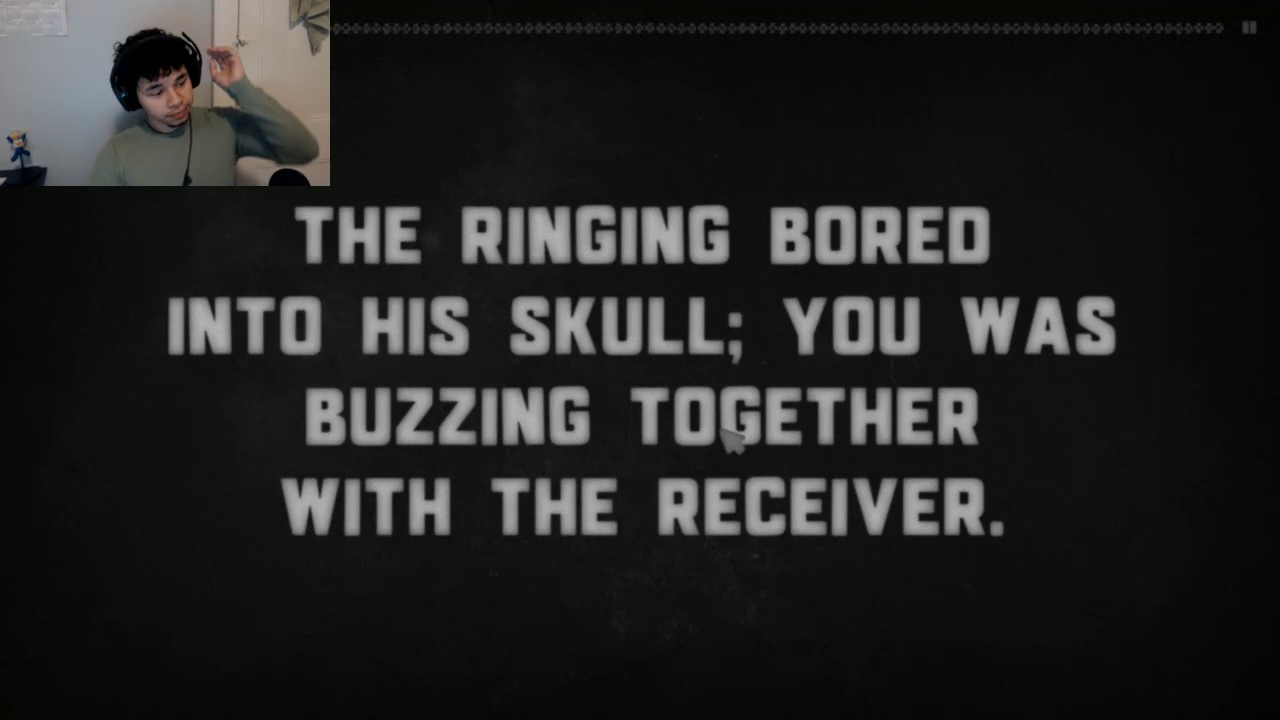 THE RINGING BORED
INTO HIS SKULL; YOU WAS
BUZZING TOGETHER
WITH THE RECEIVER.